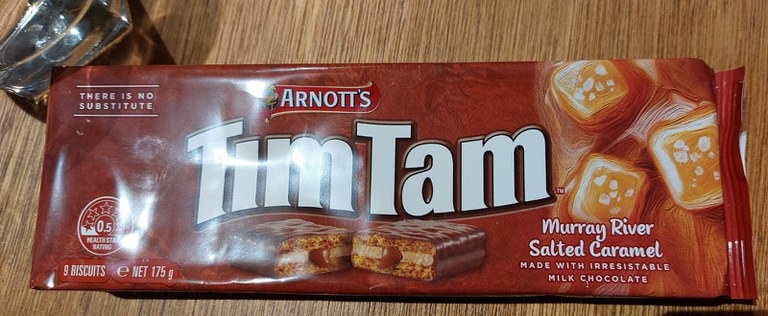 THERE IS NO
SUBSTITUTE
ARNOTT'S
TimTam
TM
Murray River
Salted Caramel
MADE WITH IRRESISTABLE
MILK CHOCOLATE
0.5
HEALTH STAR
RATING
9 BISCUITS ℮ NET 175 g